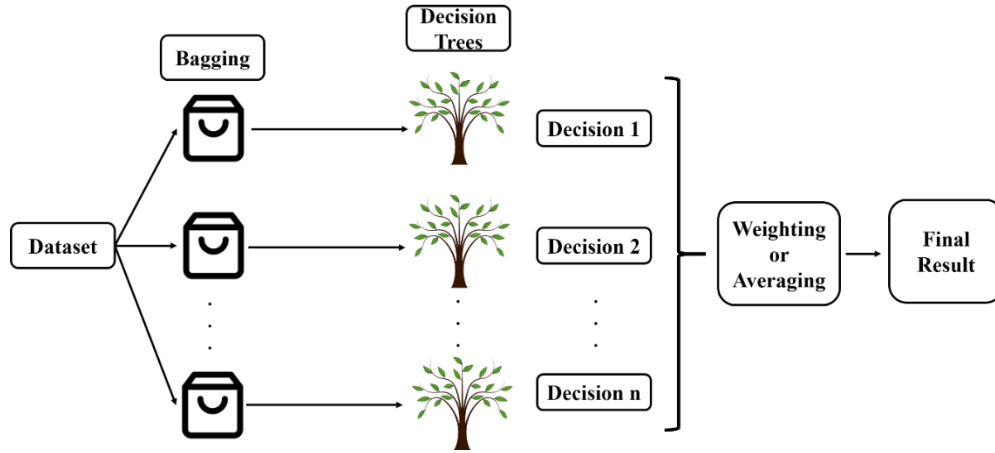 Decision
Trees
Bagging
Decision 1
Dataset
Decision 2
Weighting
or
Averaging
Final
Result
Decision n